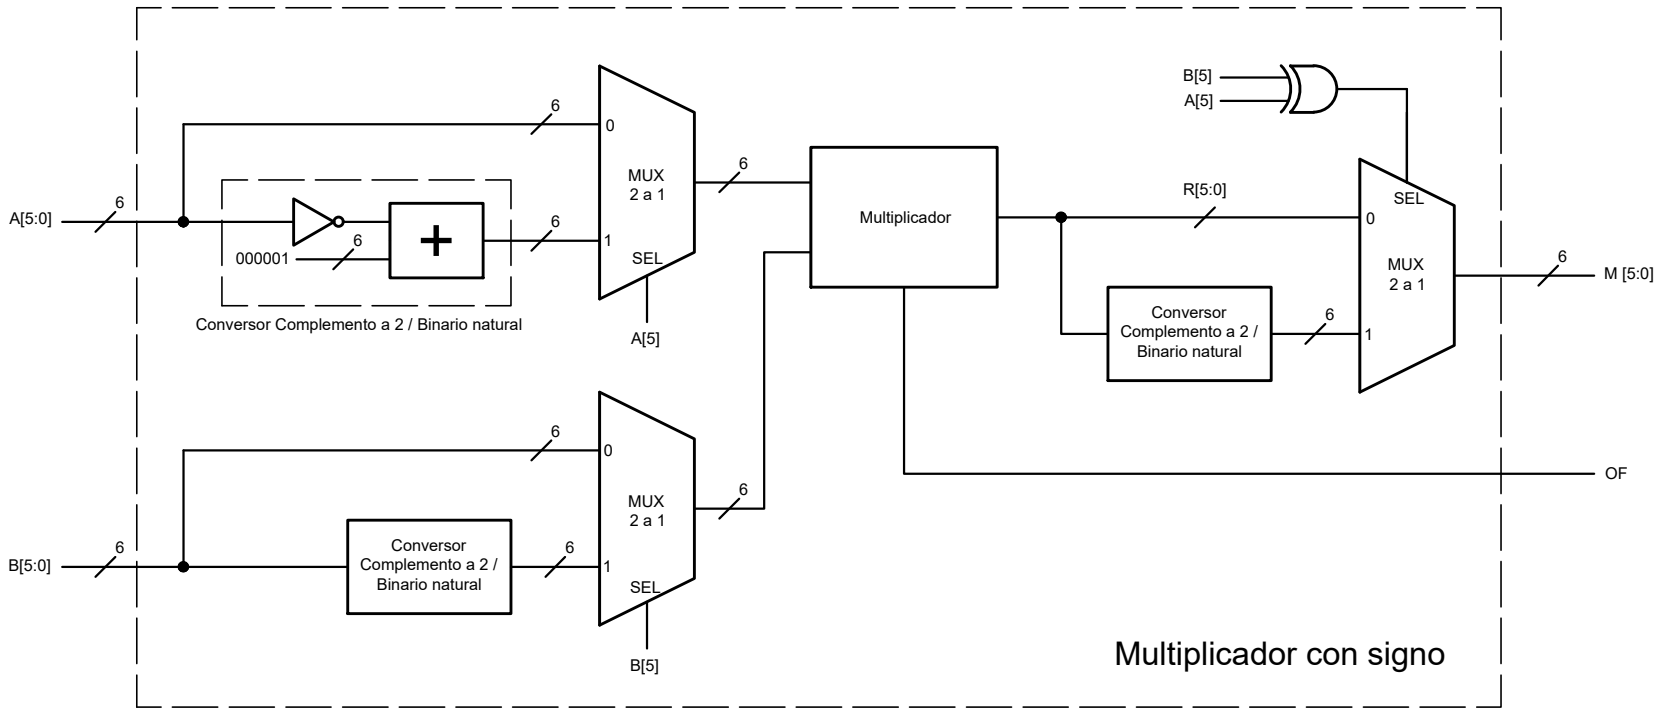 B[5]
A[5]
6
0
MUX
2 a 1
6
1
SEL
A[5]
A[5:0]
6
000001
6
+
6
Conversor Complemento a 2 / Binario natural
Multiplicador
R[5:0]
SEL
0
MUX
2 a 1
1
6
M [5:0]
Conversor
Complemento a 2 /
Binario natural
6
6
0
MUX
2 a 1
6
OF
B[5:0]
6
Conversor
Complemento a 2 /
Binario natural
6
1
SEL
B[5]
Multiplicador con signo